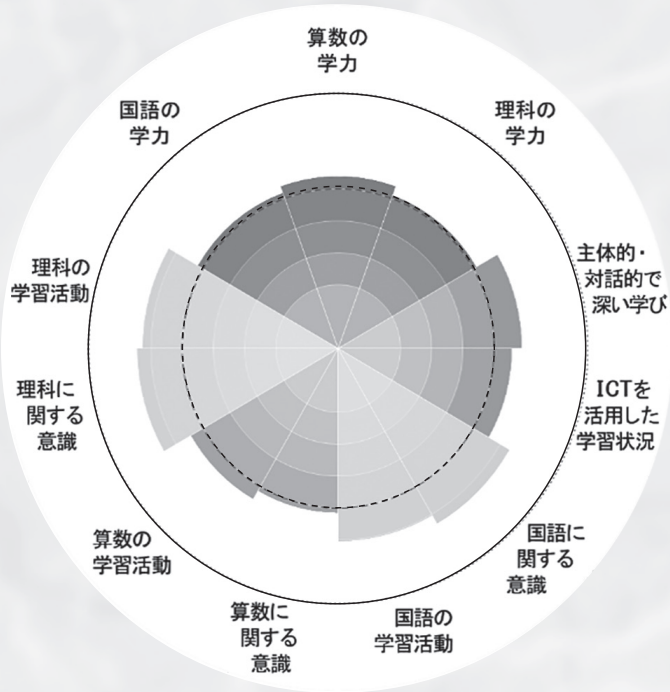 算数の
学力
理科の
学力
主体的・
対話的で
深い学び
ICTを
活用した
学習状況
国語に
関する
意識
国語の
学習活動
算数に
関する
意識
算数の
学習活動
理科に
関する
意識
理科の
学習活動
国語の
学力